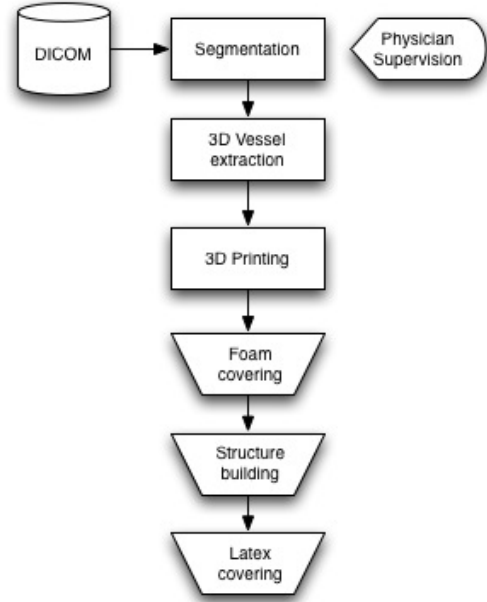 DICOM
Segmentation
Physician
Supervision
3D Vessel
extraction
3D Printing
Foam
covering
Structure
building
Latex
covering